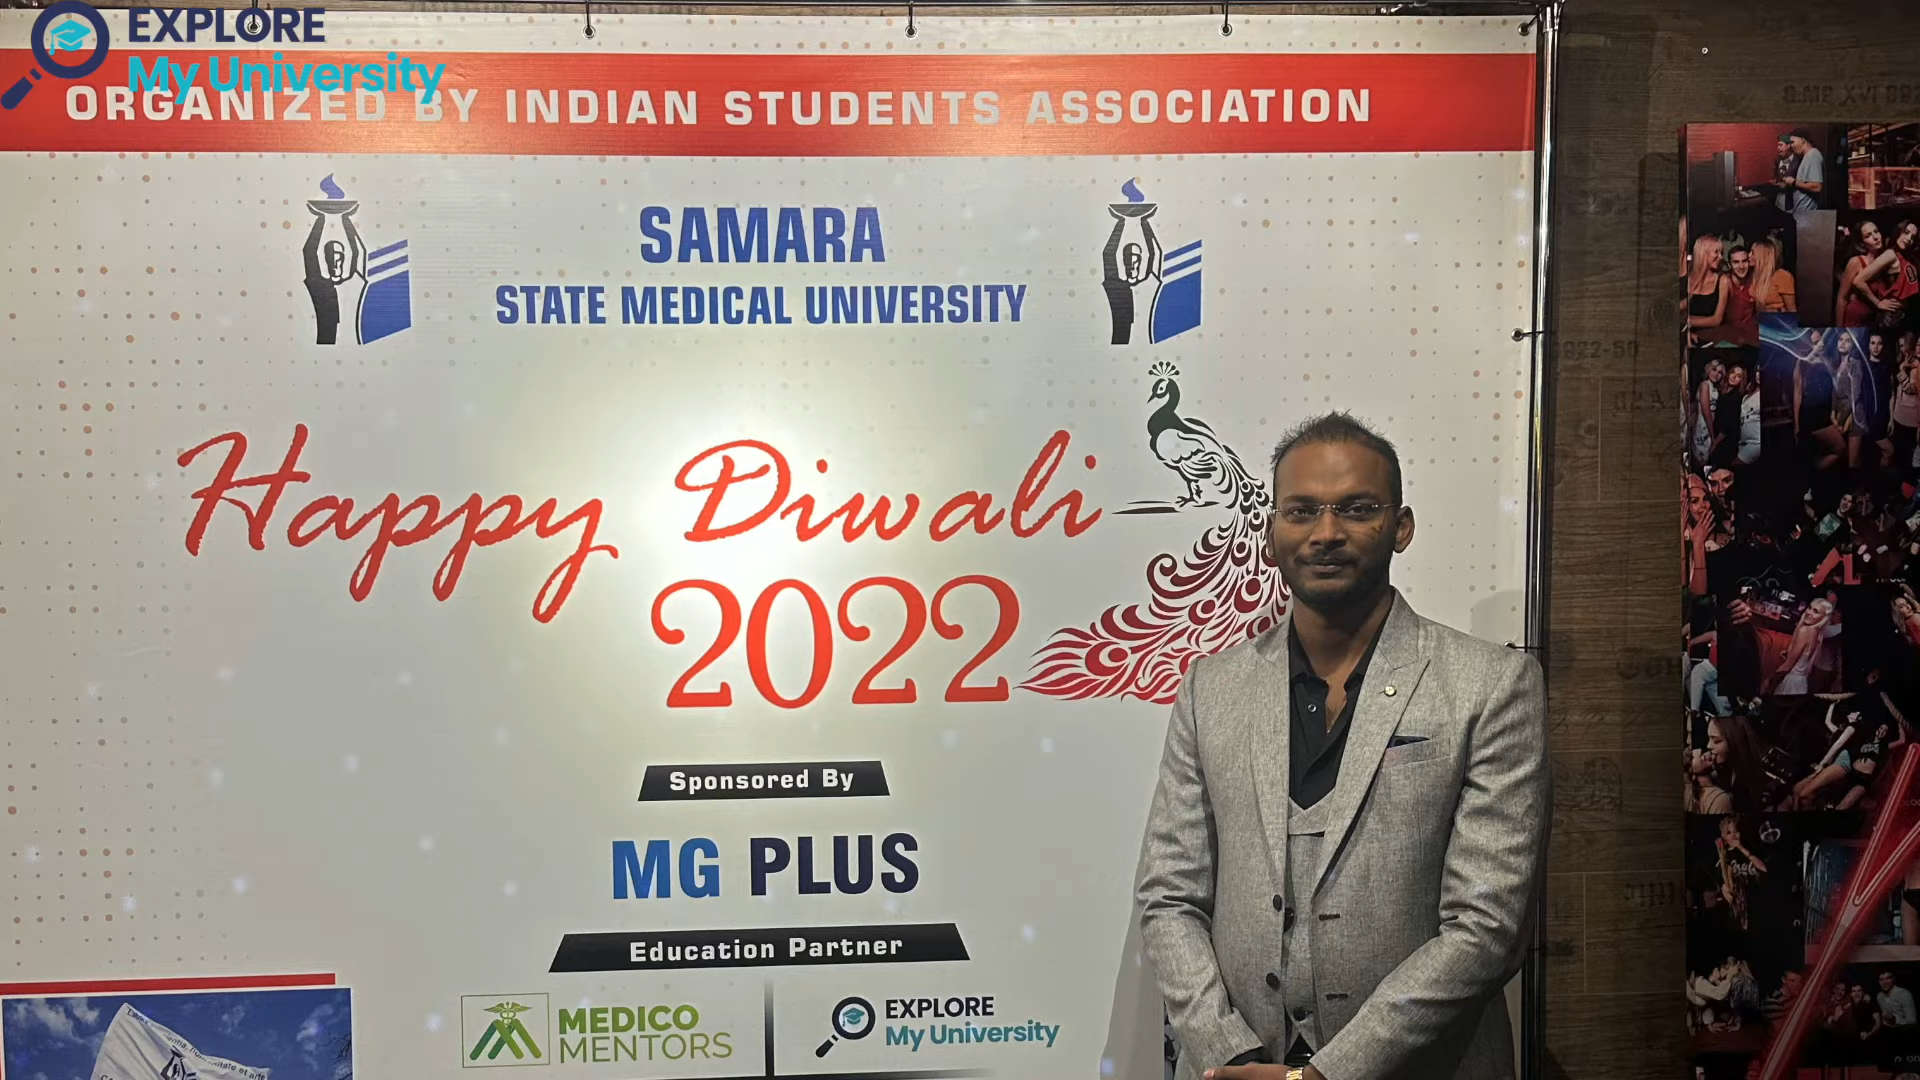 EXPLORE
My University
ORGANIZED BY INDIAN STUDENTS ASSOCIATION
SAMARA
STATE MEDICAL UNIVERSITY
Happy Diwali
2022
Sponsored By
MG PLUS
Education Partner
MEDICO
MENTORS
EXPLORE
My University